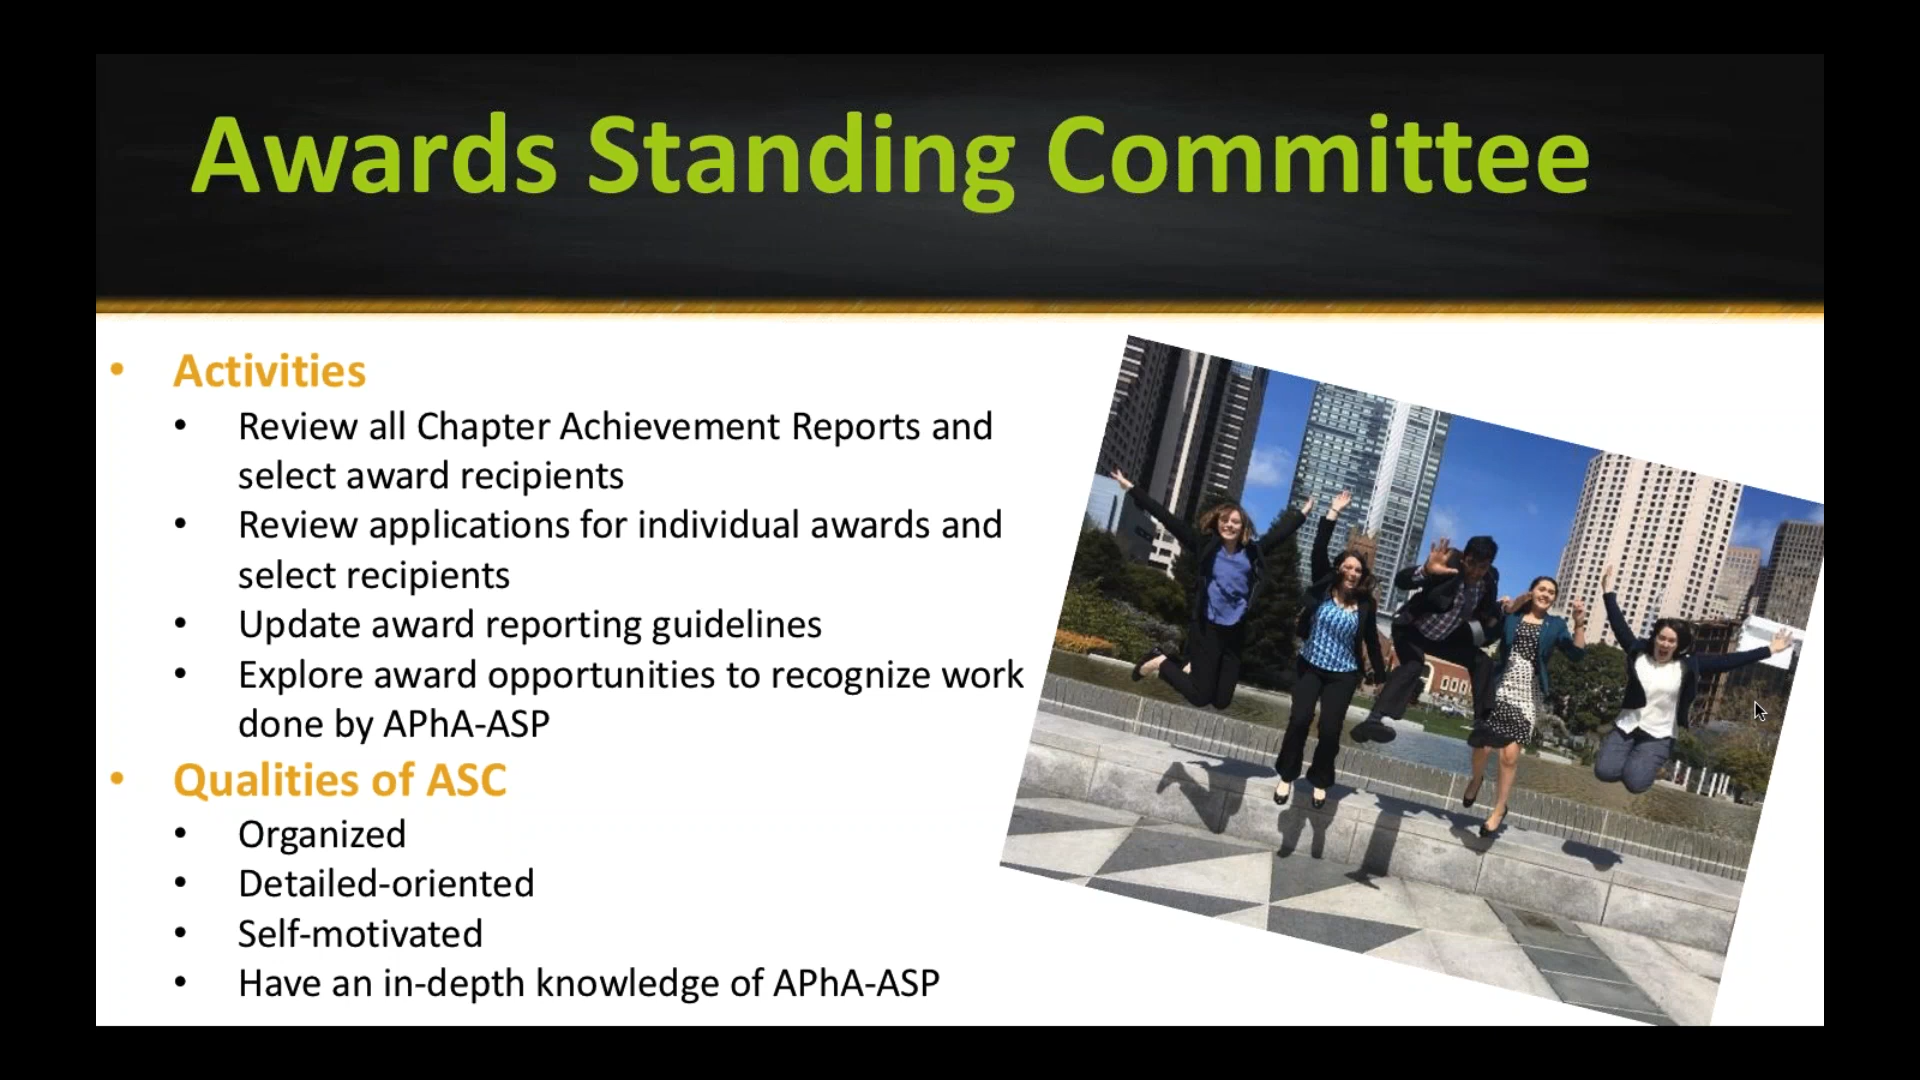 Awards Standing Committee
• Activities
• Review all Chapter Achievement Reports and
select award recipients
• Review applications for individual awards and
select recipients
• Update award reporting guidelines
• Explore award opportunities to recognize work
done by APhA-ASP
• Qualities of ASC
• Organized
• Detailed-oriented
• Self-motivated
• Have an in-depth knowledge of APhA-ASP